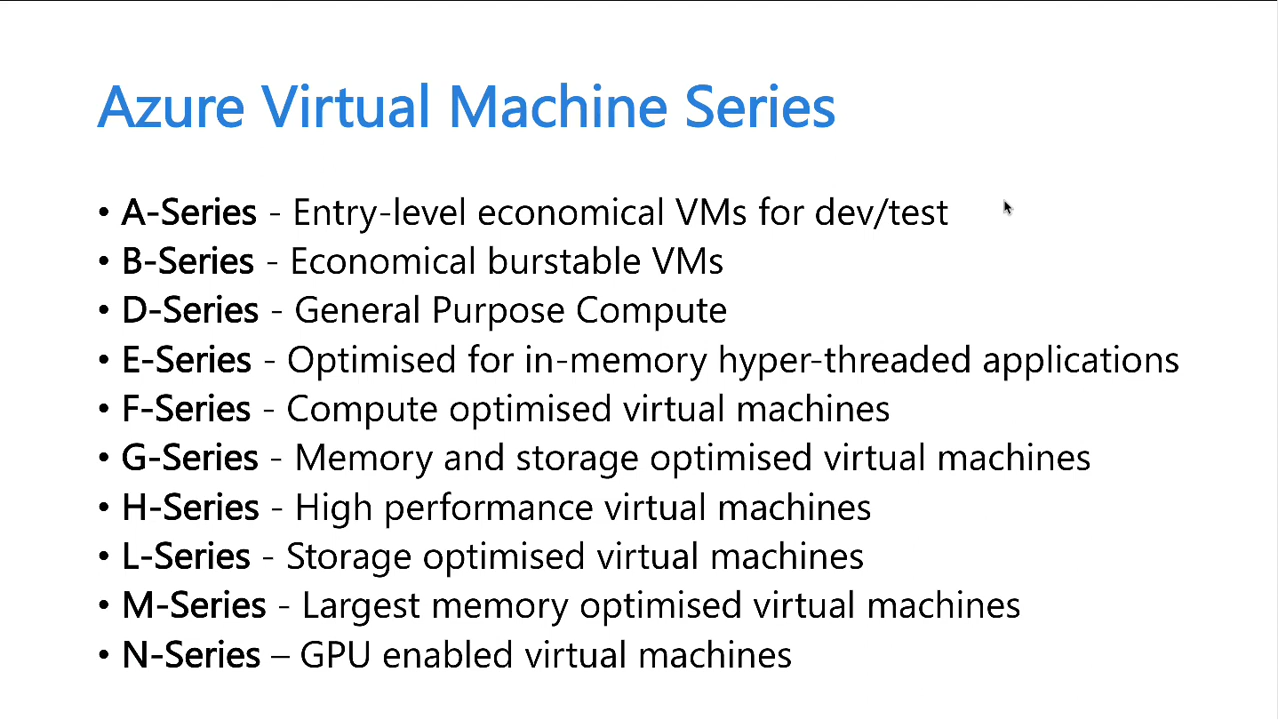 Azure Virtual Machine Series
• A-Series - Entry-level economical VMs for dev/test
• B-Series - Economical burstable VMs
• D-Series - General Purpose Compute
• E-Series - Optimised for in-memory hyper-threaded applications
• F-Series - Compute optimised virtual machines
• G-Series - Memory and storage optimised virtual machines
• H-Series - High performance virtual machines
• L-Series - Storage optimised virtual machines
• M-Series - Largest memory optimised virtual machines
• N-Series – GPU enabled virtual machines